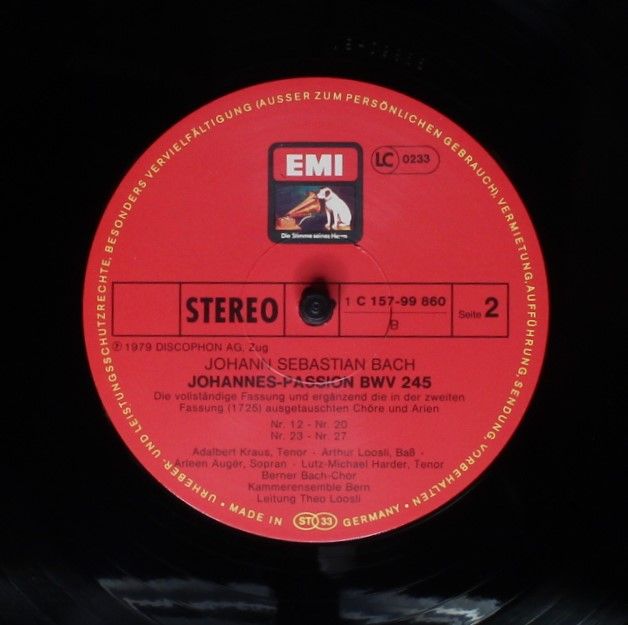 URHEBER- UND LEISTUNGSSCHUTZRECHTE, BESONDERS VERVIELFÄLTIGUNG (AUSSER ZUM PERSÖNLICHEN GEBRAUCH), VERMIETUNG, AUFFÜHRUNG, SENDUNG, VORBEHALTEN •
EMI
Die Stimme seines Herrn
LC 0233
STEREO
1 C 157-99 860
B
Seite 2
℗ 1979 DISCOPHON AG, Zug
JOHANN SEBASTIAN BACH
JOHANNES-PASSION BWV 245
Die vollständige Fassung und ergänzend die in der zweiten
Fassung (1725) ausgetauschten Chöre und Arien
Nr. 12 - Nr. 20
Nr. 23 - Nr. 27
Adalbert Kraus, Tenor · Arthur Loosli, Baß ·
Arleen Augér, Sopran · Lutz-Michael Harder, Tenor
Berner Bach-Chor
Kammerensemble Bern
Leitung Theo Loosli
• MADE IN ST 33 GERMANY •